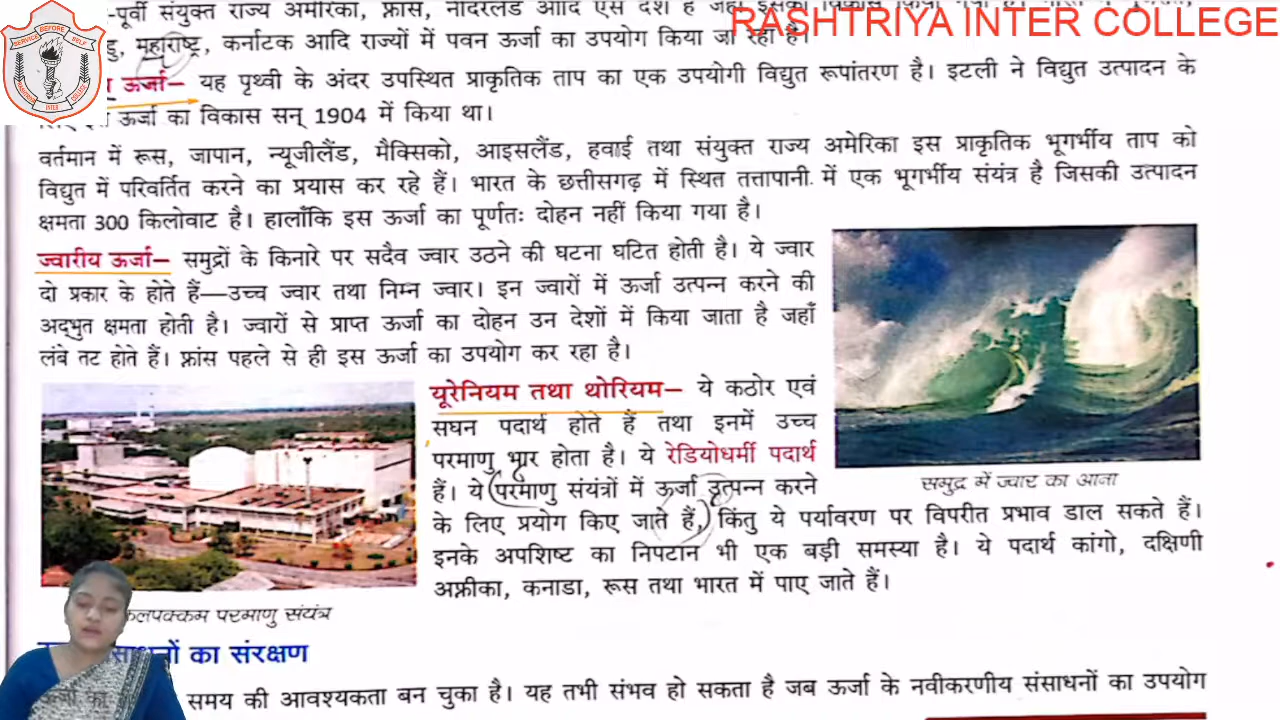 RASHTRIYA INTER COLLEGE
SERVICE BEFORE SELF
-पूर्वी संयुक्त राज्य अमेरिका, फ्रांस, नीदरलैंड आदि ऐसे देश हैं जहाँ इसका विकास किया गया है।
महाराष्ट्र, कर्नाटक आदि राज्यों में पवन ऊर्जा का उपयोग किया जा रहा है।
ऊर्जा— यह पृथ्वी के अंदर उपस्थित प्राकृतिक ताप का एक उपयोगी विद्युत रूपांतरण है। इटली ने विद्युत उत्पादन के
ऊर्जा का विकास सन् 1904 में किया था।
वर्तमान में रूस, जापान, न्यूजीलैंड, मैक्सिको, आइसलैंड, हवाई तथा संयुक्त राज्य अमेरिका इस प्राकृतिक भूगर्भीय ताप को
विद्युत में परिवर्तित करने का प्रयास कर रहे हैं। भारत के छत्तीसगढ़ में स्थित तत्तापानी में एक भूगर्भीय संयंत्र है जिसकी उत्पादन
क्षमता 300 किलोवाट है। हालाँकि इस ऊर्जा का पूर्णतः दोहन नहीं किया गया है।
ज्वारीय ऊर्जा— समुद्रों के किनारे पर सदैव ज्वार उठने की घटना घटित होती है। ये ज्वार
दो प्रकार के होते हैं—उच्च ज्वार तथा निम्न ज्वार। इन ज्वारों में ऊर्जा उत्पन्न करने की
अद्भुत क्षमता होती है। ज्वारों से प्राप्त ऊर्जा का दोहन उन देशों में किया जाता है जहाँ
लंबे तट होते हैं। फ्रांस पहले से ही इस ऊर्जा का उपयोग कर रहा है।
यूरेनियम तथा थोरियम— ये कठोर एवं
सघन पदार्थ होते हैं तथा इनमें उच्च
परमाणु भार होता है। ये रेडियोधर्मी पदार्थ
हैं। ये परमाणु संयंत्रों में ऊर्जा उत्पन्न करने
के लिए प्रयोग किए जाते हैं, किंतु ये पर्यावरण पर विपरीत प्रभाव डाल सकते हैं।
इनके अपशिष्ट का निपटान भी एक बड़ी समस्या है। ये पदार्थ कांगो, दक्षिणी
अफ्रीका, कनाडा, रूस तथा भारत में पाए जाते हैं।
समुद्र में ज्वार का आना
कलपक्कम परमाणु संयंत्र
साधनों का संरक्षण
समय की आवश्यकता बन चुका है। यह तभी संभव हो सकता है जब ऊर्जा के नवीकरणीय संसाधनों का उपयोग